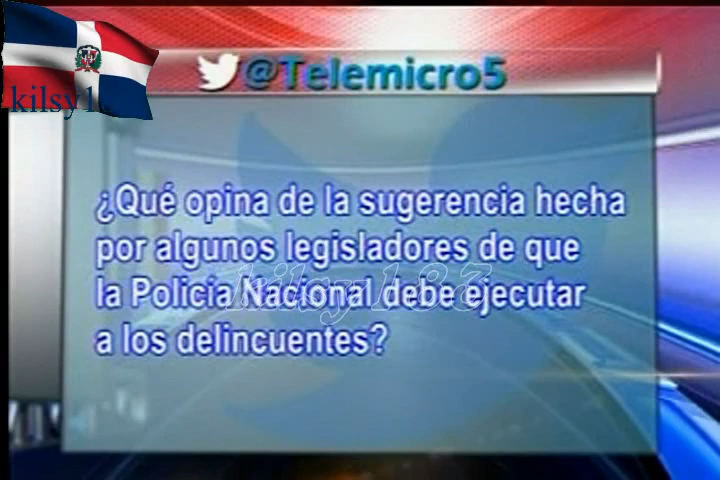 @Telemicro5
kilsy1
¿Qué opina de la sugerencia hecha
por algunos legisladores de que
la Policía Nacional debe ejecutar
a los delincuentes?
kilsy183